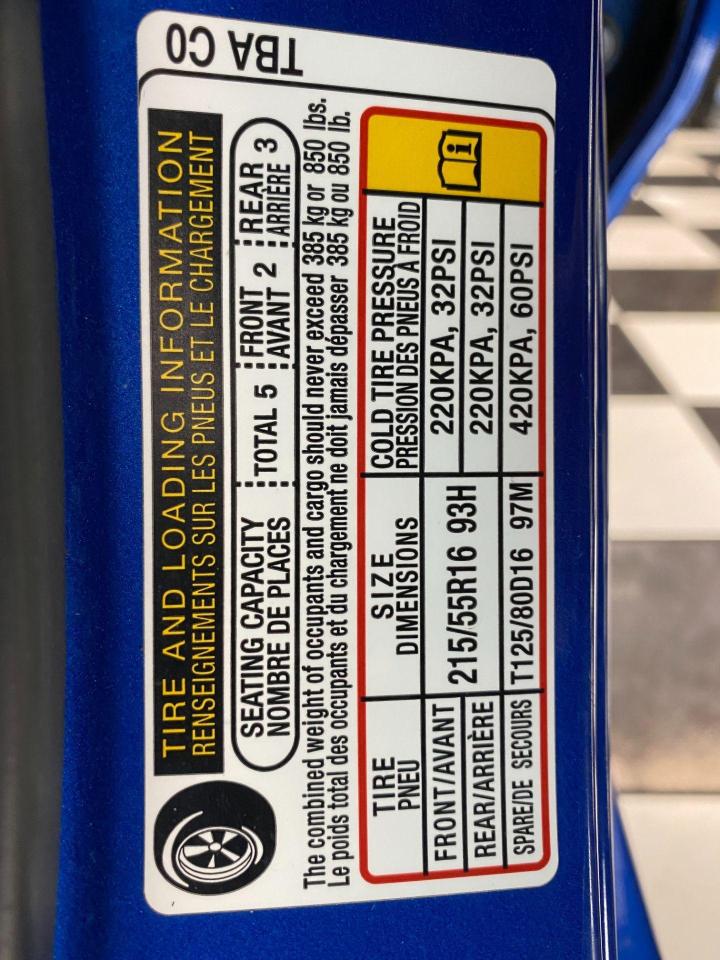 TBA C0
TIRE AND LOADING INFORMATION
RENSEIGNEMENTS SUR LES PNEUS ET LE CHARGEMENT
SEATING CAPACITY TOTAL 5 FRONT 2 REAR 3
NOMBRE DE PLACES AVANT ARRIÈRE
The combined weight of occupants and cargo should never exceed 385 kg or 850 lbs.
Le poids total des occupants et du chargement ne doit jamais dépasser 385 kg ou 850 lb.
TIRE SIZE COLD TIRE PRESSURE
PNEU DIMENSIONS PRESSION DES PNEUS À FROID
FRONT/AVANT 215/55R16 93H 220KPA, 32PSI
REAR/ARRIÈRE 220KPA, 32PSI
SPARE/DE SECOURS T125/80D16 97M 420KPA, 60PSI